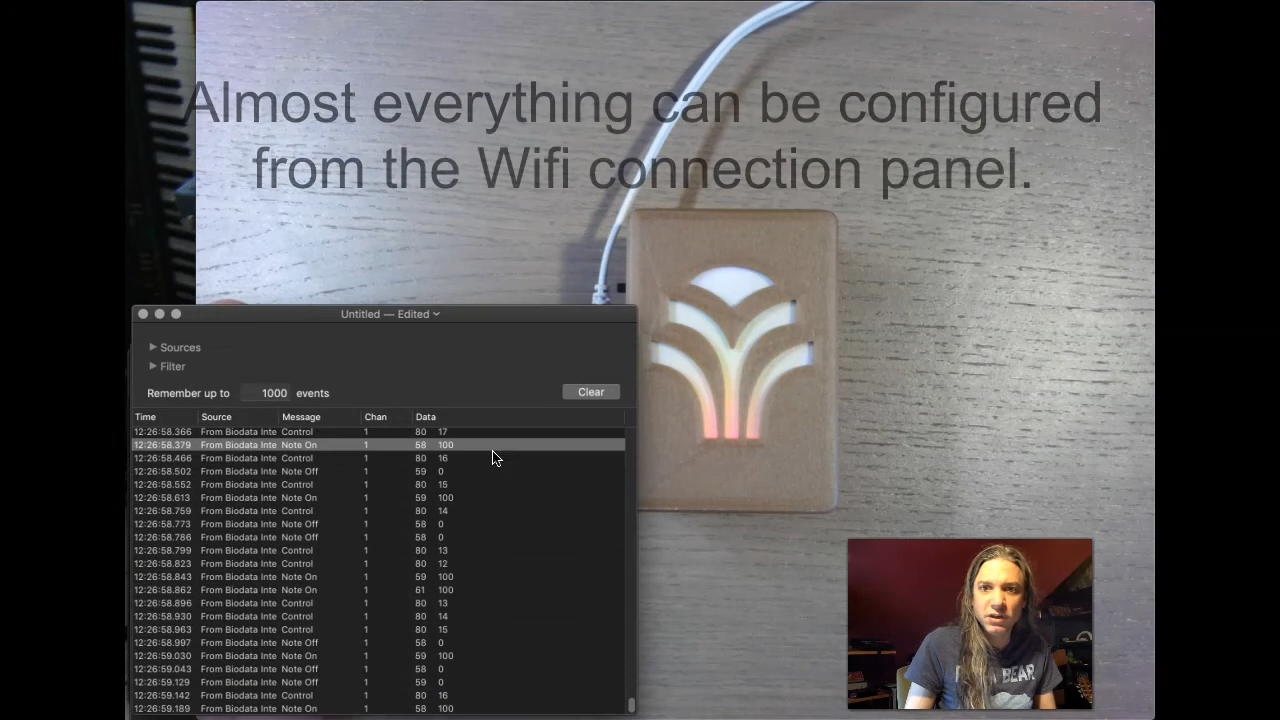 Almost everything can be configured
from the Wifi connection panel.
Untitled — Edited
Sources
Filter
Remember up to 1000 events Clear
Time Source Message Chan Data
12:26:58.366 From Biodata Inte Control 1 80 17
12:26:58.379 From Biodata Inte Note On 1 58 100
12:26:58.466 From Biodata Inte Control 1 80 16
12:26:58.502 From Biodata Inte Note Off 1 59 0
12:26:58.552 From Biodata Inte Control 1 80 15
12:26:58.613 From Biodata Inte Note On 1 59 100
12:26:58.759 From Biodata Inte Control 1 80 14
12:26:58.773 From Biodata Inte Note Off 1 58 0
12:26:58.786 From Biodata Inte Note Off 1 58 0
12:26:58.799 From Biodata Inte Control 1 80 13
12:26:58.823 From Biodata Inte Control 1 80 12
12:26:58.843 From Biodata Inte Note On 1 59 100
12:26:58.862 From Biodata Inte Note On 1 61 100
12:26:58.896 From Biodata Inte Control 1 80 13
12:26:58.930 From Biodata Inte Control 1 80 14
12:26:58.963 From Biodata Inte Control 1 80 15
12:26:58.997 From Biodata Inte Note Off 1 58 0
12:26:59.030 From Biodata Inte Note On 1 59 100
12:26:59.043 From Biodata Inte Note Off 1 58 0
12:26:59.129 From Biodata Inte Note Off 1 59 0
12:26:59.142 From Biodata Inte Control 1 80 16
12:26:59.189 From Biodata Inte Note On 1 58 100
BEAR